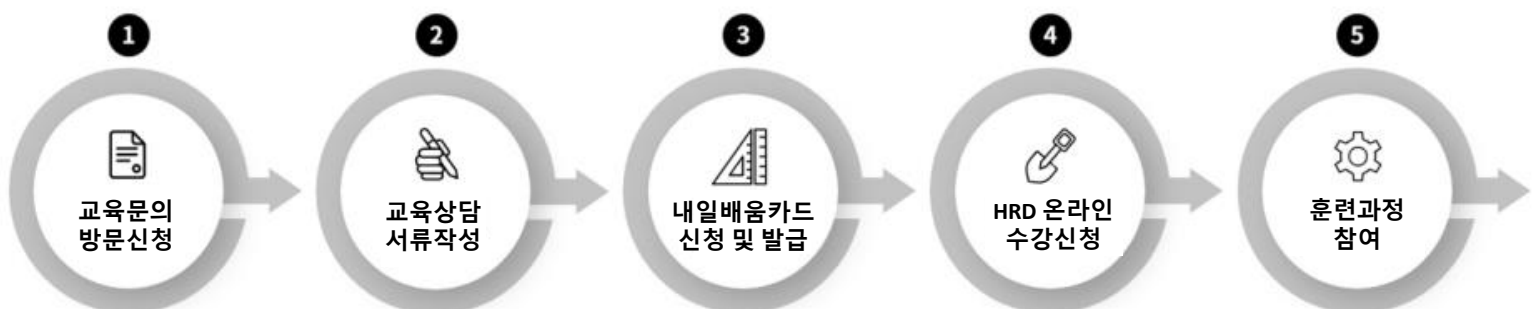 1
교육문의
방문신청
2
교육상담
서류작성
3
내일배움카드
신청 및 발급
4
HRD 온라인
수강신청
5
훈련과정
참여